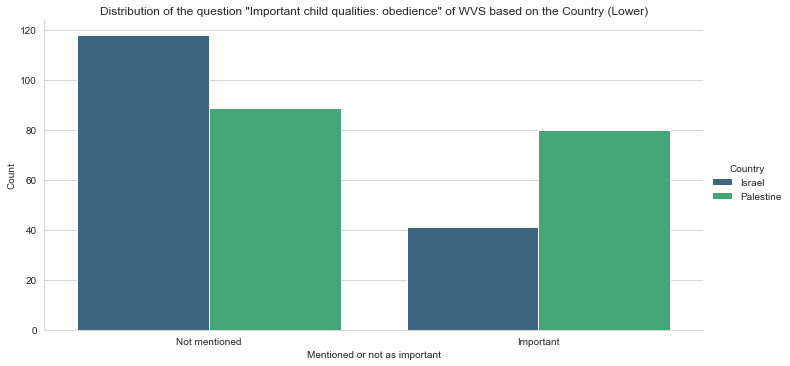 Distribution of the question "Important child qualities: obedience" of WVS based on the Country (Lower)
120
100
80
60
40
20
0
Count
Not mentioned
Important
Mentioned or not as important
Country
Israel
Palestine